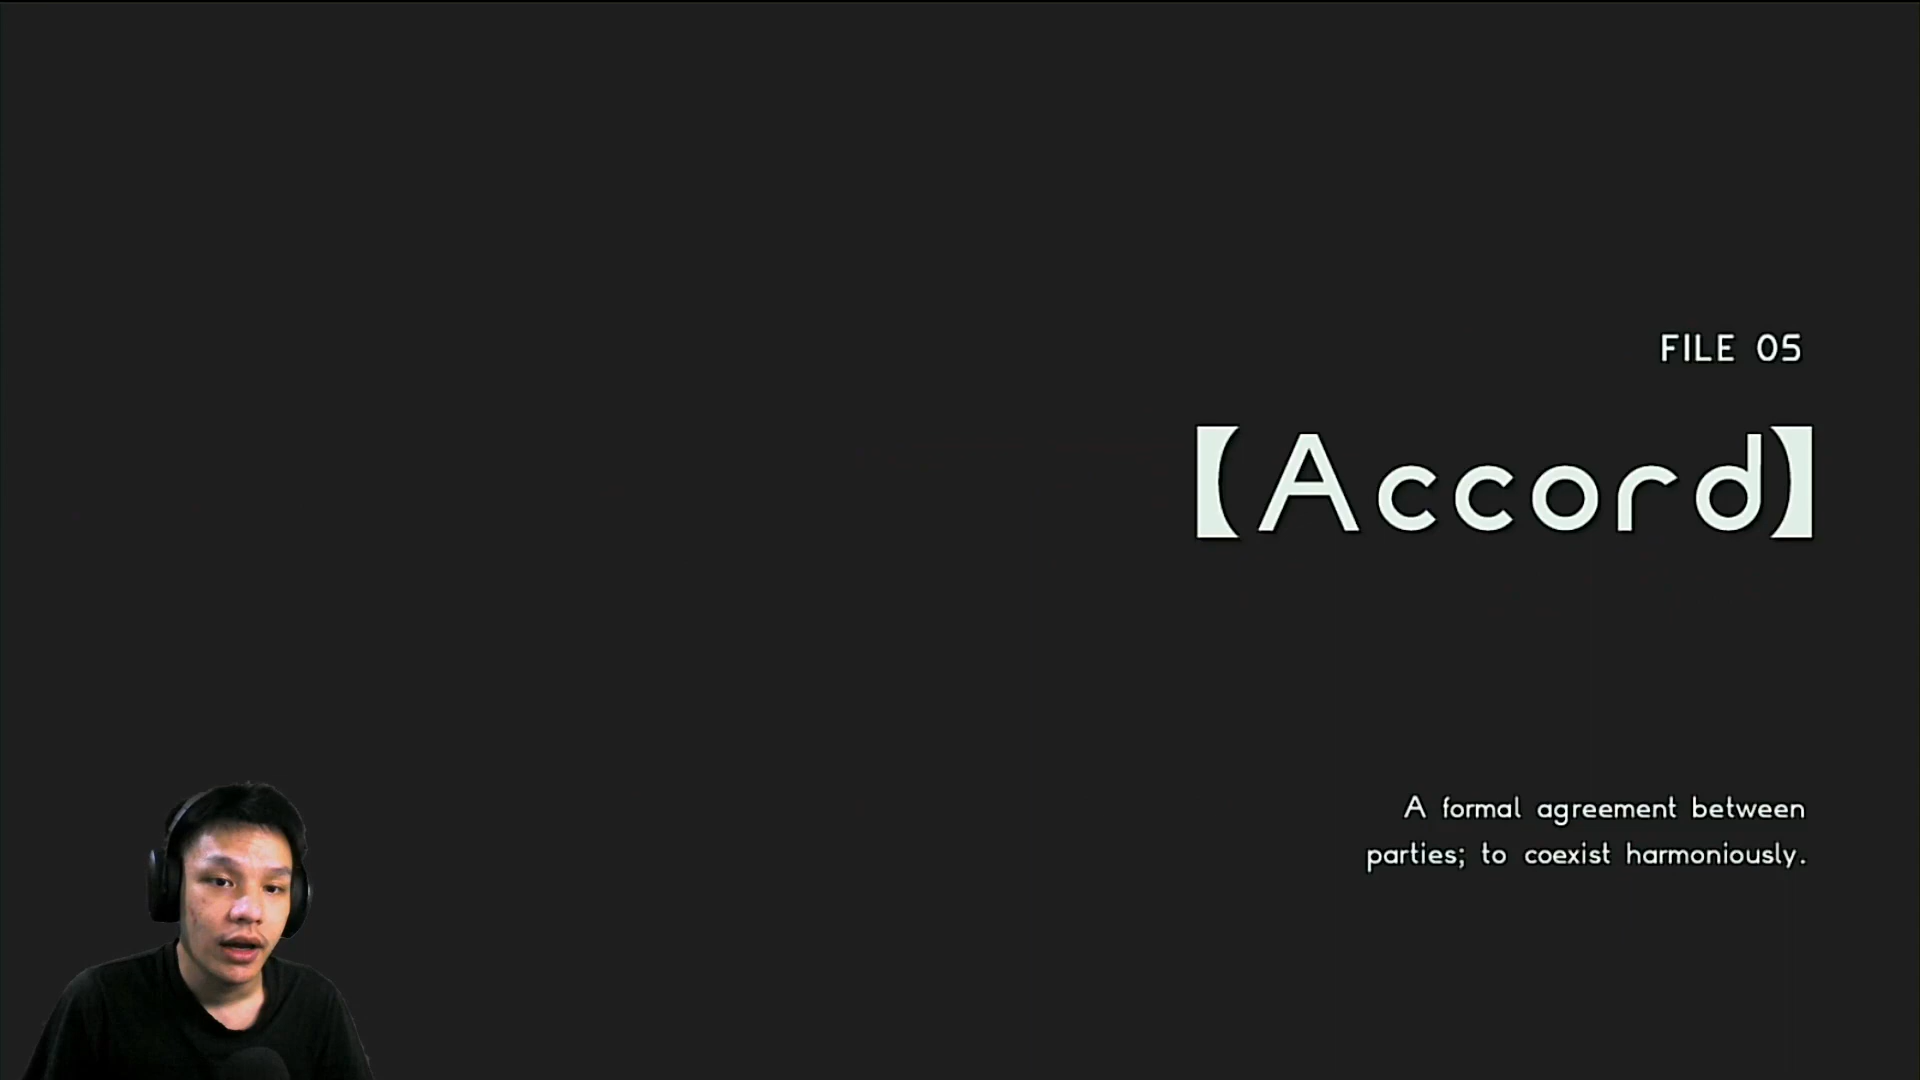 FILE 05
【Accord】
A formal agreement between
parties; to coexist harmoniously.